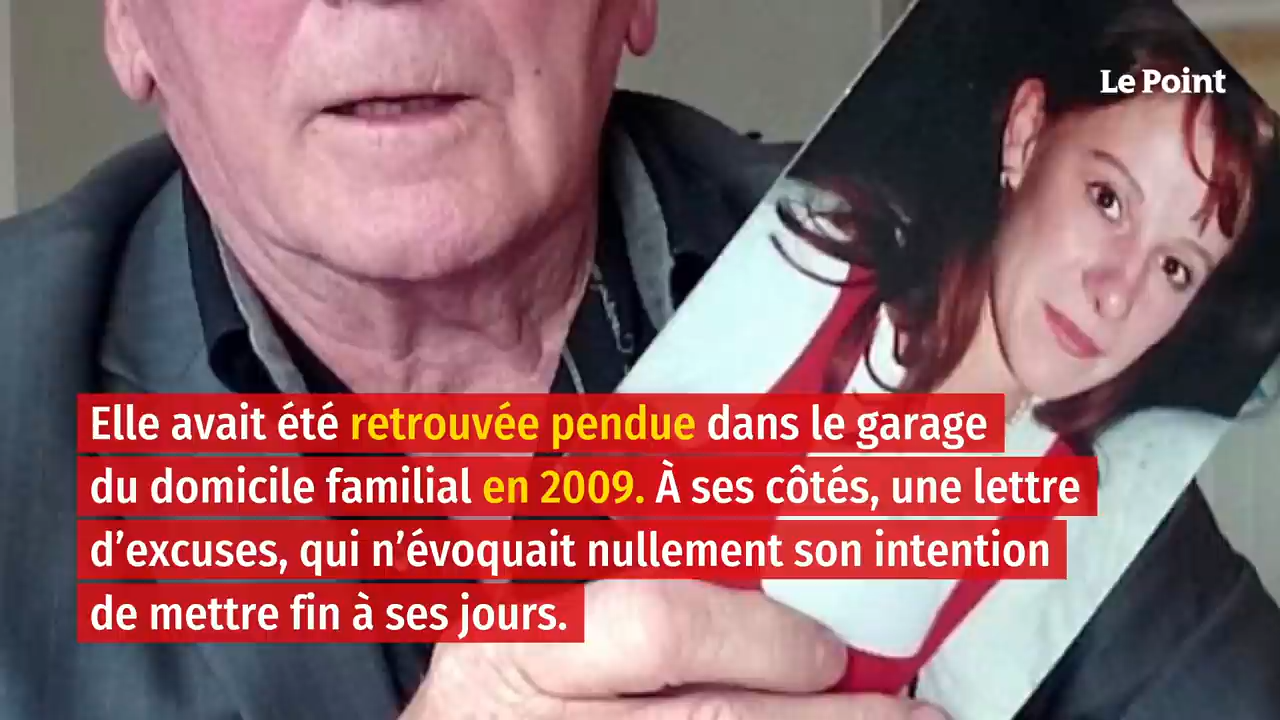 Le Point
Elle avait été retrouvée pendue dans le garage
du domicile familial en 2009. À ses côtés, une lettre
d’excuses, qui n’évoquait nullement son intention
de mettre fin à ses jours.